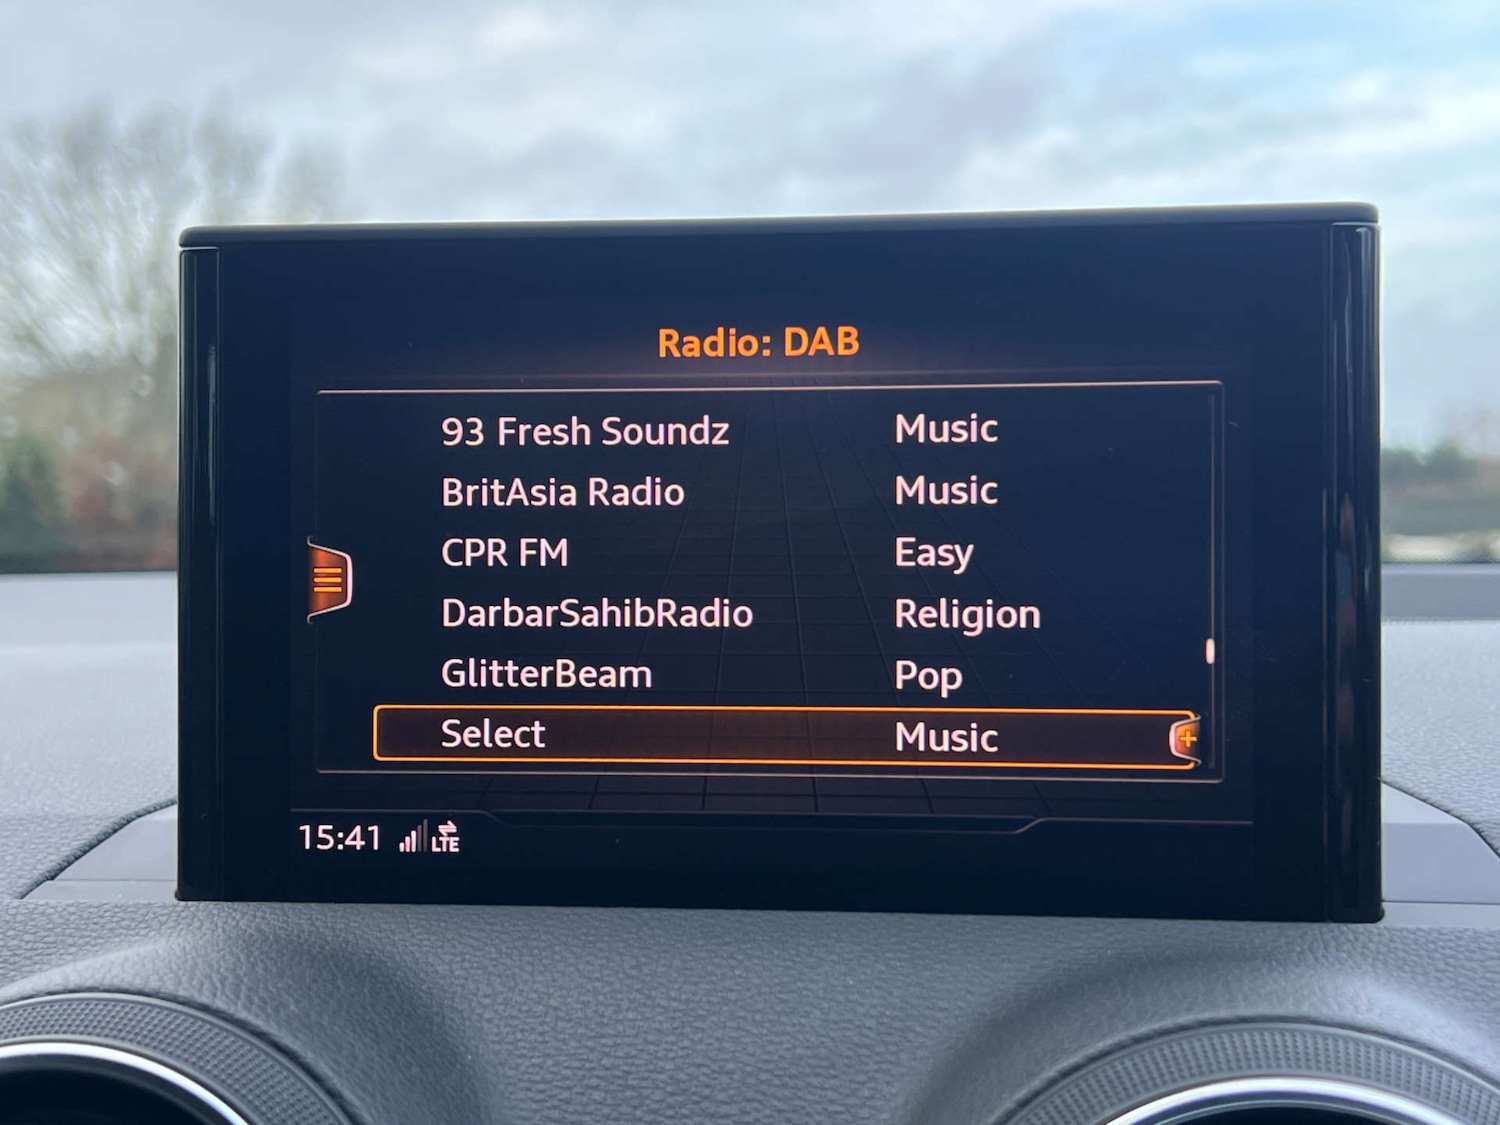 Radio: DAB
93 Fresh Soundz Music
BritAsia Radio Music
CPR FM Easy
DarbarSahibRadio Religion
GlitterBeam Pop
Select Music
15:41 LTE